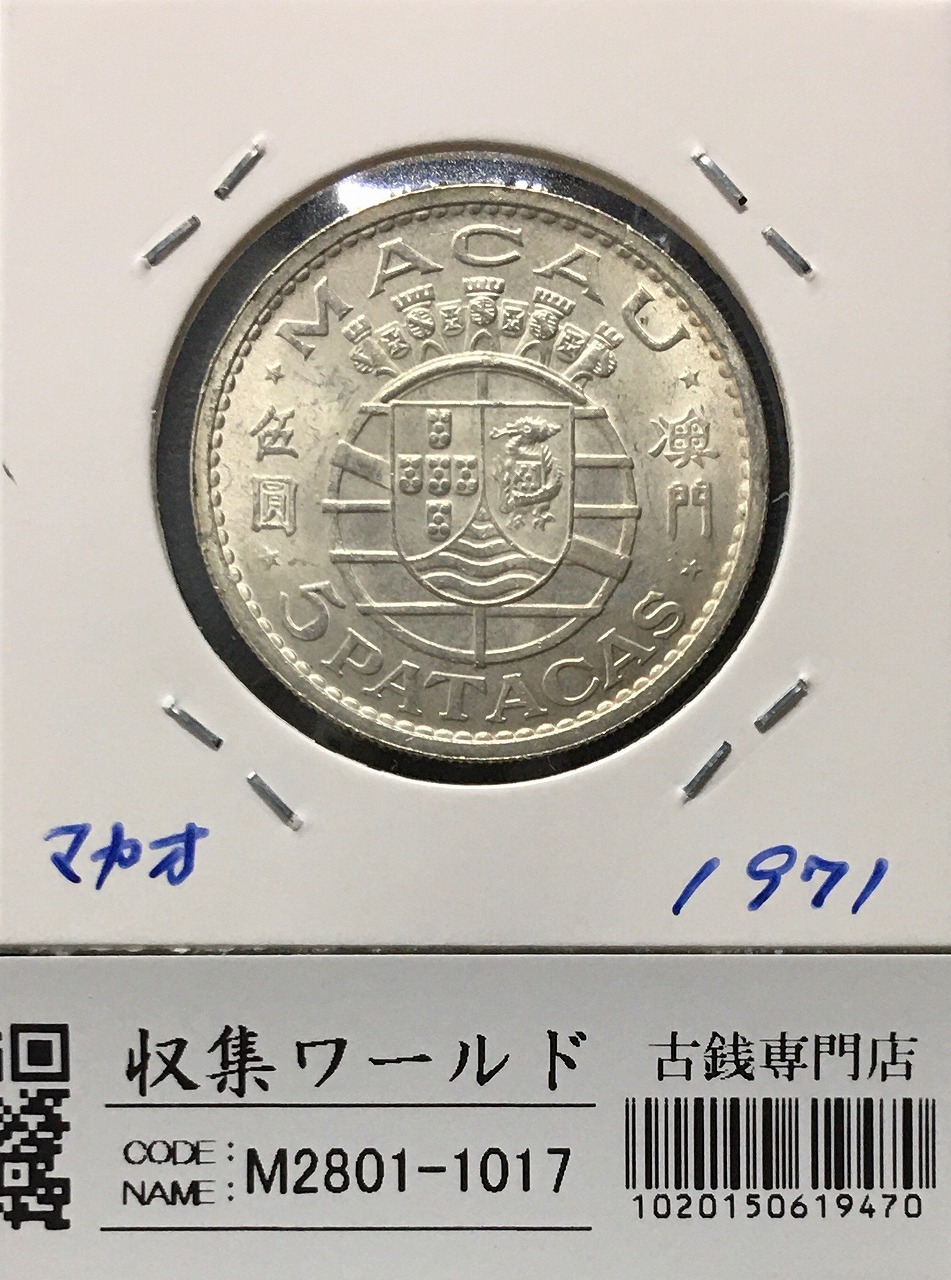 MACAU
伍圓
澳門
5 PATACAS
マカオ
1971
収集ワールド
古銭専門店
CODE:
NAME:
M2801-1017
1020150619470